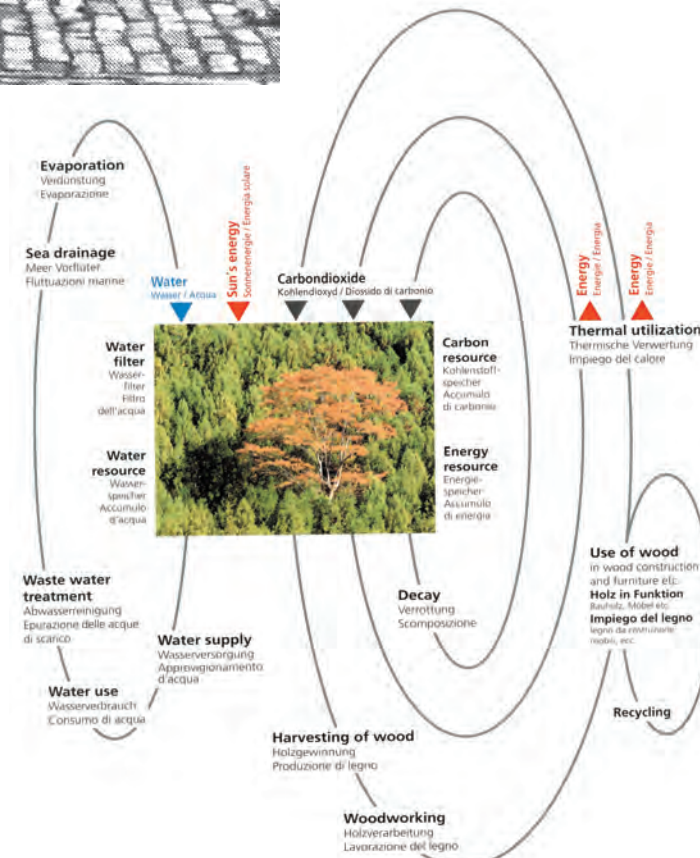 Evaporation
Verdunstung
Evaporazione
Sea drainage
Meer Vorfluter
Fluttuazioni marine
Water
Wasser / Acqua
Sun's energy
Sonnenenergie / Energia solare
Carbondioxide
Kohlendioxyd / Diossido di carbonio
Energy
Energie / Energia
Energy
Energie / Energia
Thermal utilization
Thermische Verwertung
Impiego del calore
Water
filter
Wasser-
filter
Filtro
dell'acqua
Water
resource
Wasser-
speicher
Accumulo
d'acqua
Carbon
resource
Kohlenstoff-
speicher
Accumulo
di carbonio
Energy
resource
Energie-
speicher
Accumulo
di energia
Waste water
treatment
Abwasserreinigung
Epurazione delle acque
di scarico
Water supply
Wasserversorgung
Approvigionamento
d'acqua
Water use
Wasserverbrauch
Consumo di acqua
Decay
Verrottung
Scomposizione
Use of wood
in wood construction
and furniture etc.
Holz in Funktion
Bauholz, Möbel etc.
Impiego del legno
legno da costruzione
mobili, ecc.
Recycling
Harvesting of wood
Holzgewinnung
Produzione di legno
Woodworking
Holzverarbeitung
Lavorazione del legno